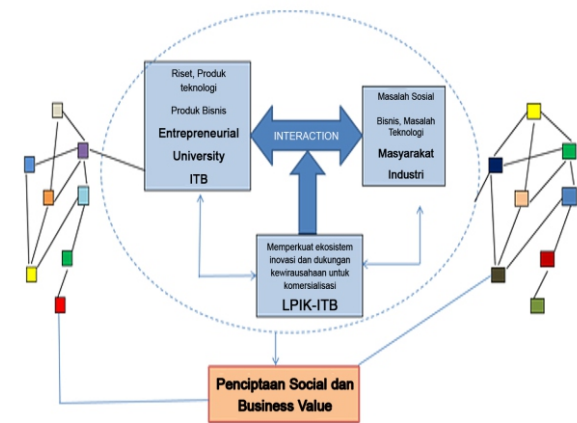 Riset, Produk
teknologi
Produk Bisnis
Entrepreneurial
University
ITB
INTERACTION
Masalah Sosial
Bisnis, Masalah
Teknologi
Masyarakat
Industri
Memperkuat ekosistem
inovasi dan dukungan
kewirausahaan untuk
komersialisasi
LPIK-ITB
Penciptaan Social dan
Business Value